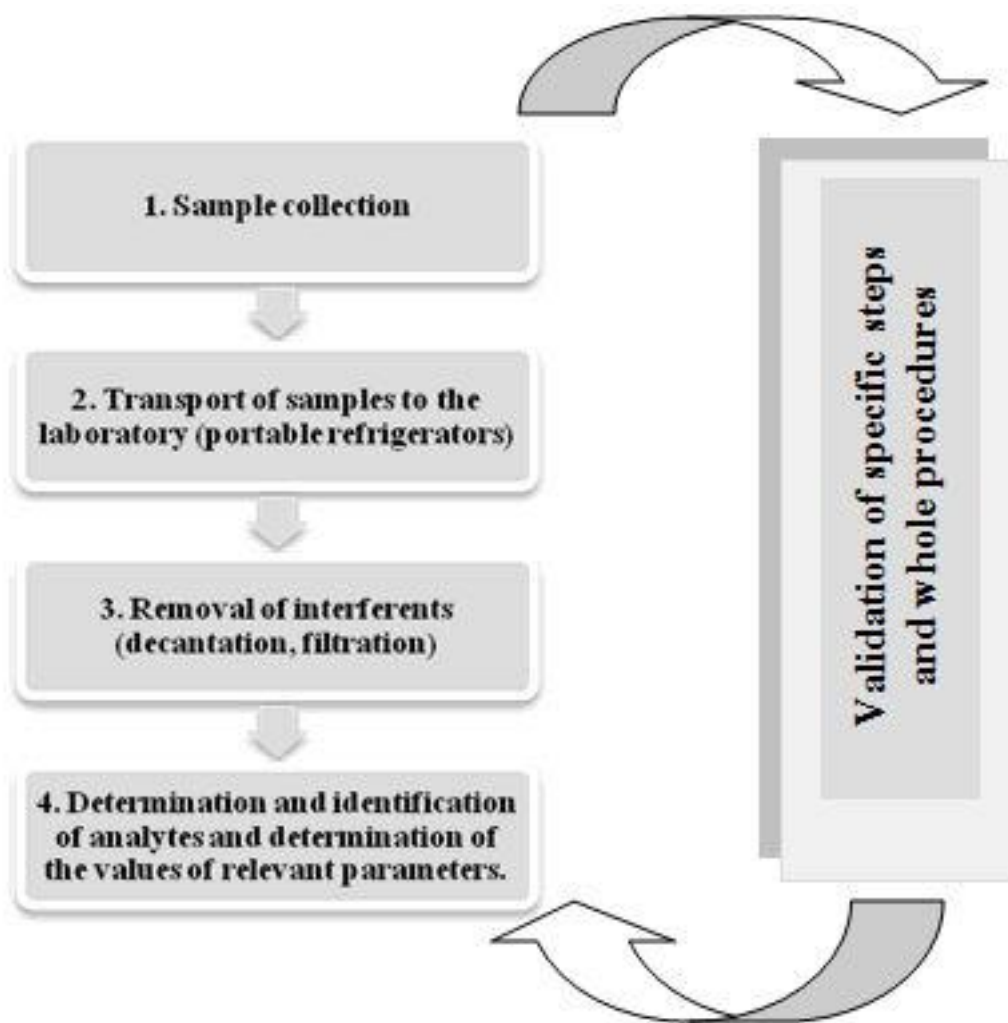 1. Sample collection
2. Transport of samples to the
laboratory (portable refrigerators)
3. Removal of interferents
(decantation, filtration)
4. Determination and identification
of analytes and determination of
the values of relevant parameters.
Validation of specific steps
and whole procedures